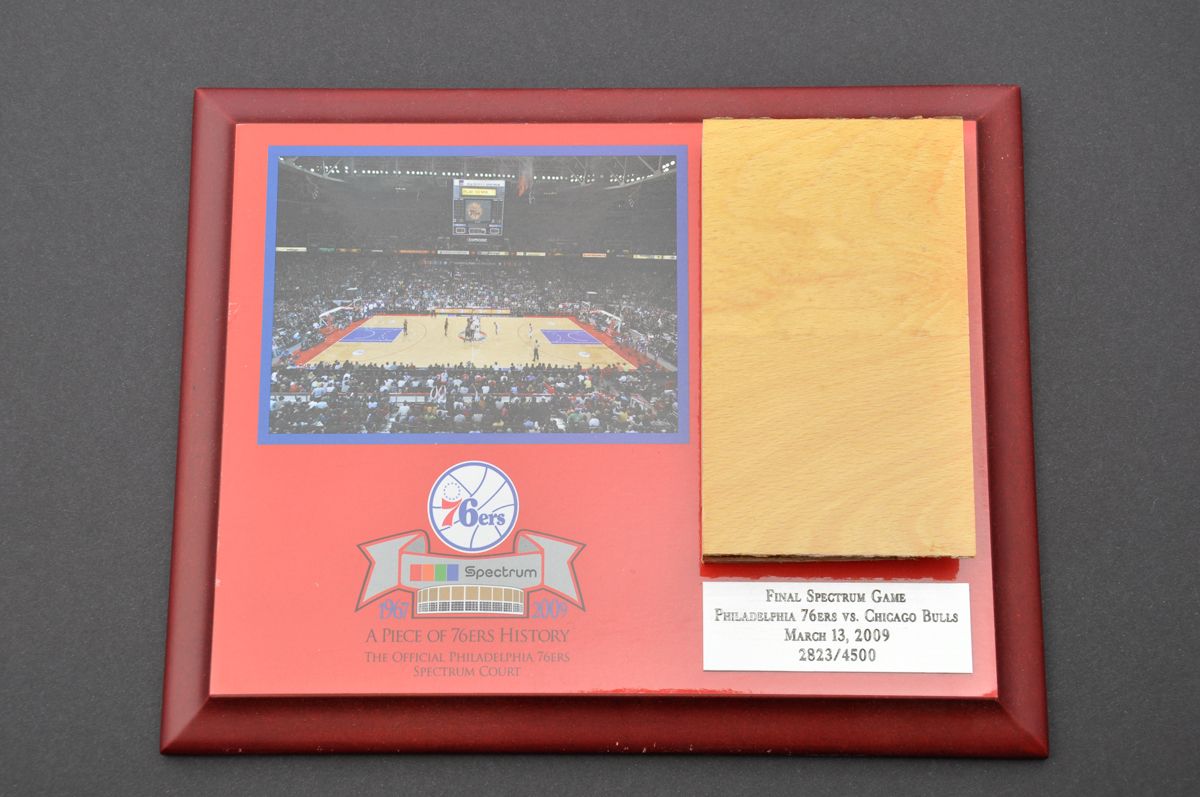 76ers
Spectrum
1967 2009
A Piece of 76ers History
The Official Philadelphia 76ers
Spectrum Court
Final Spectrum Game
Philadelphia 76ers vs. Chicago Bulls
March 13, 2009
2823/4500